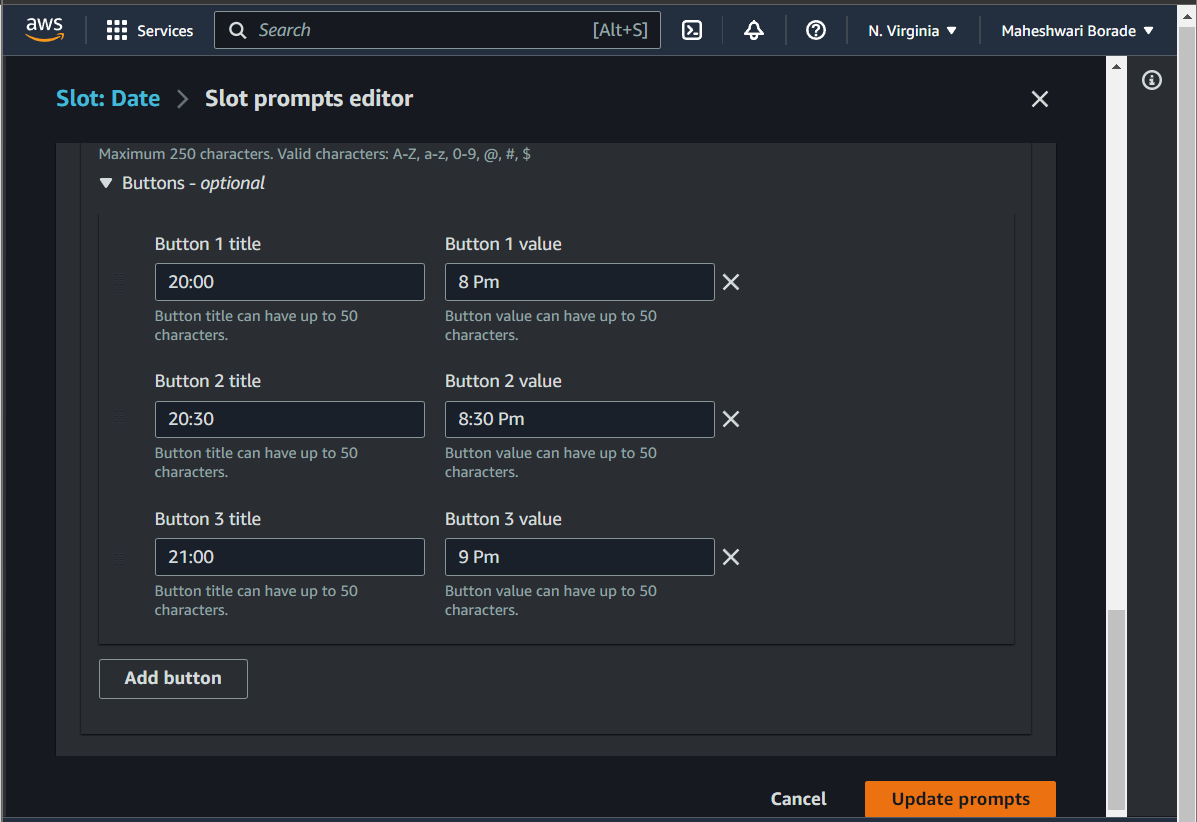 aws
Services
Search
[Alt+S]
N. Virginia
Maheshwari Borade
Slot: Date
Slot prompts editor
Maximum 250 characters. Valid characters: A-Z, a-z, 0-9, @, #, $
Buttons - optional
Button 1 title
Button 1 value
20:00
8 Pm
Button title can have up to 50
characters.
Button value can have up to 50
characters.
Button 2 title
Button 2 value
20:30
8:30 Pm
Button title can have up to 50
characters.
Button value can have up to 50
characters.
Button 3 title
Button 3 value
21:00
9 Pm
Button title can have up to 50
characters.
Button value can have up to 50
characters.
Add button
Cancel
Update prompts